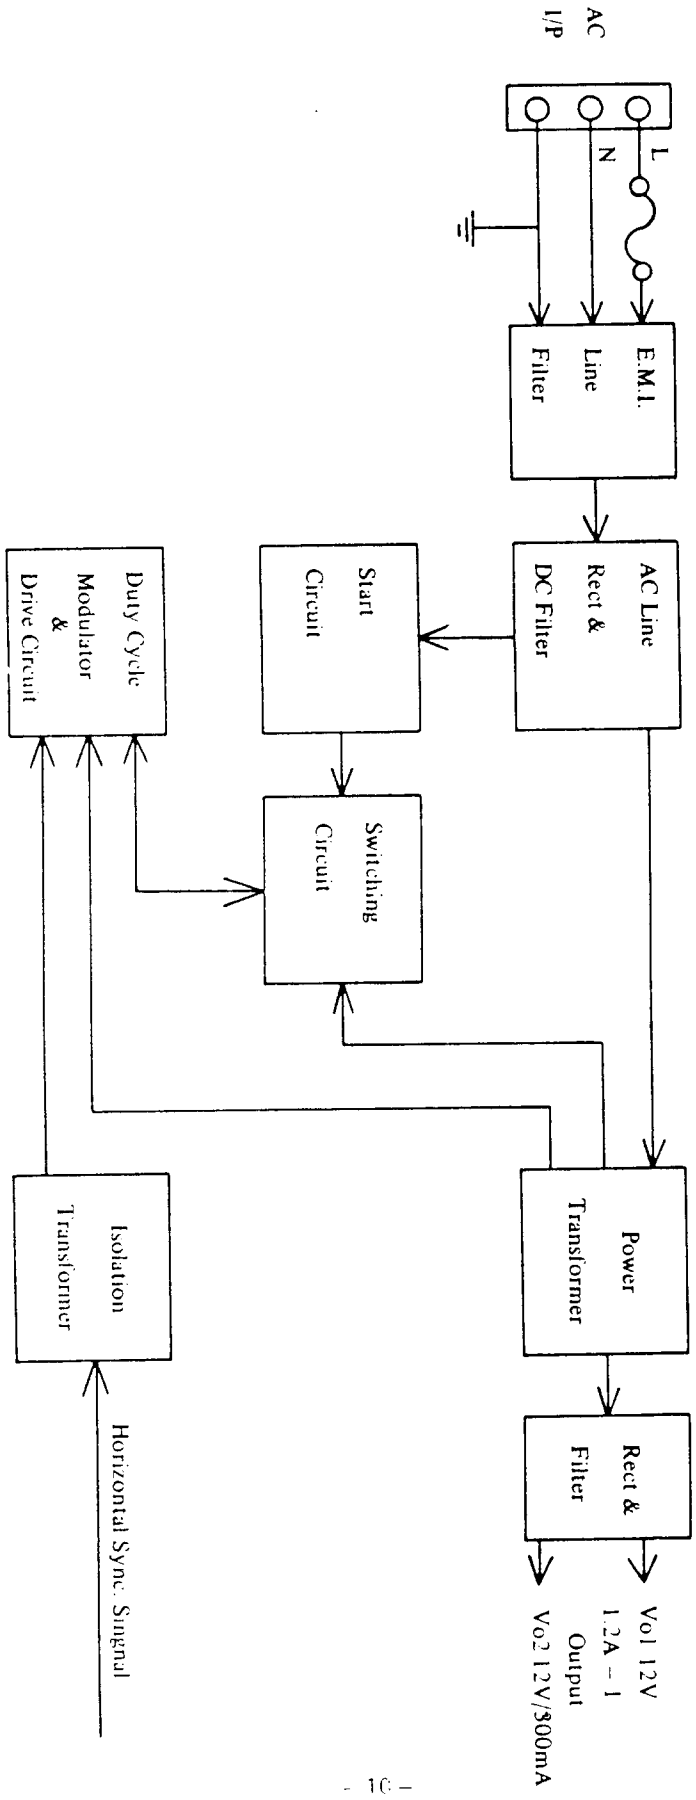 AC
I/P
L
N
E.M.I.
Line
Filter
AC Line
Rect &
DC Filter
Start
Circuit
Duty Cycle
Modulator
&
Drive Circuit
Switching
Circuit
Power
Transformer
Isolation
Transformer
Rect &
Filter
Horizontal Sync. Singnal
Vo1 12V
1.2A – 1
Output
Vo2 12V/300mA
- 10 –